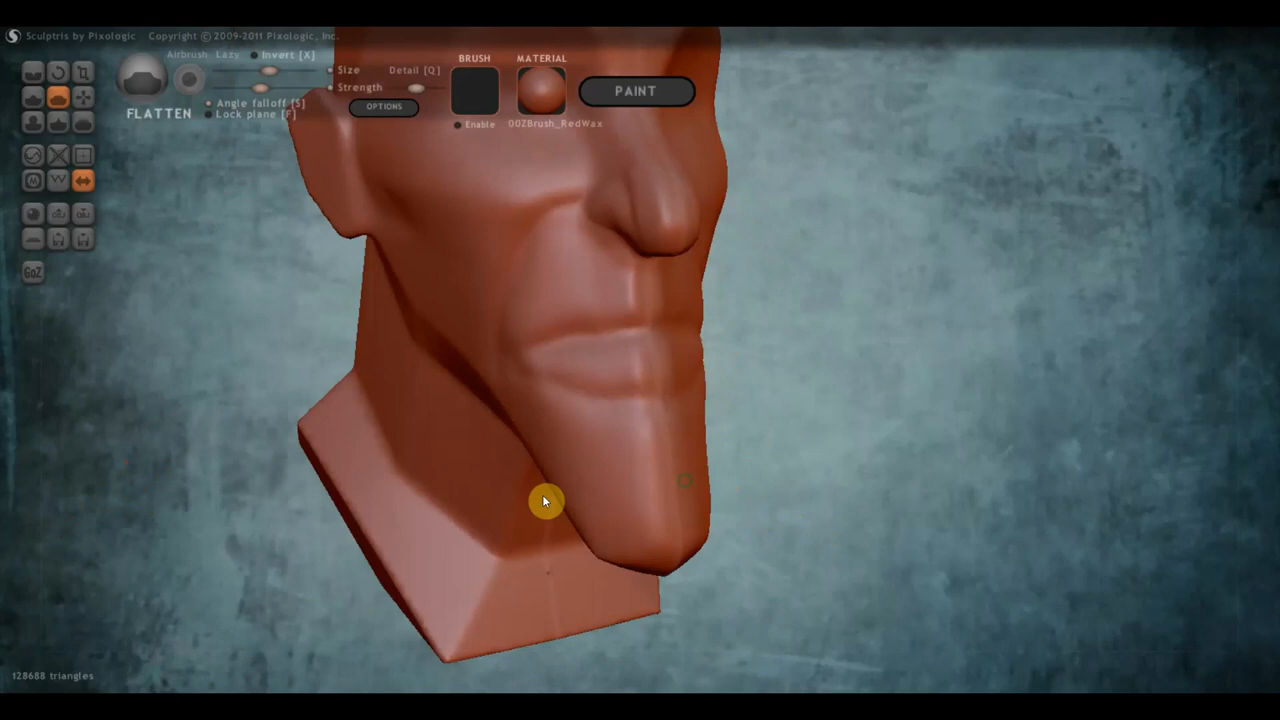 Sculptris by Pixologic Copyright © 2009-2011 Pixologic, Inc.
Airbrush Lazy Invert [X]
BRUSH MATERIAL
Size Detail [Q]
Strength
PAINT
Angle falloff [S]
OPTIONS
FLATTEN Lock plane [F]
Enable 00ZBrush_RedWax
GoZ
128688 triangles